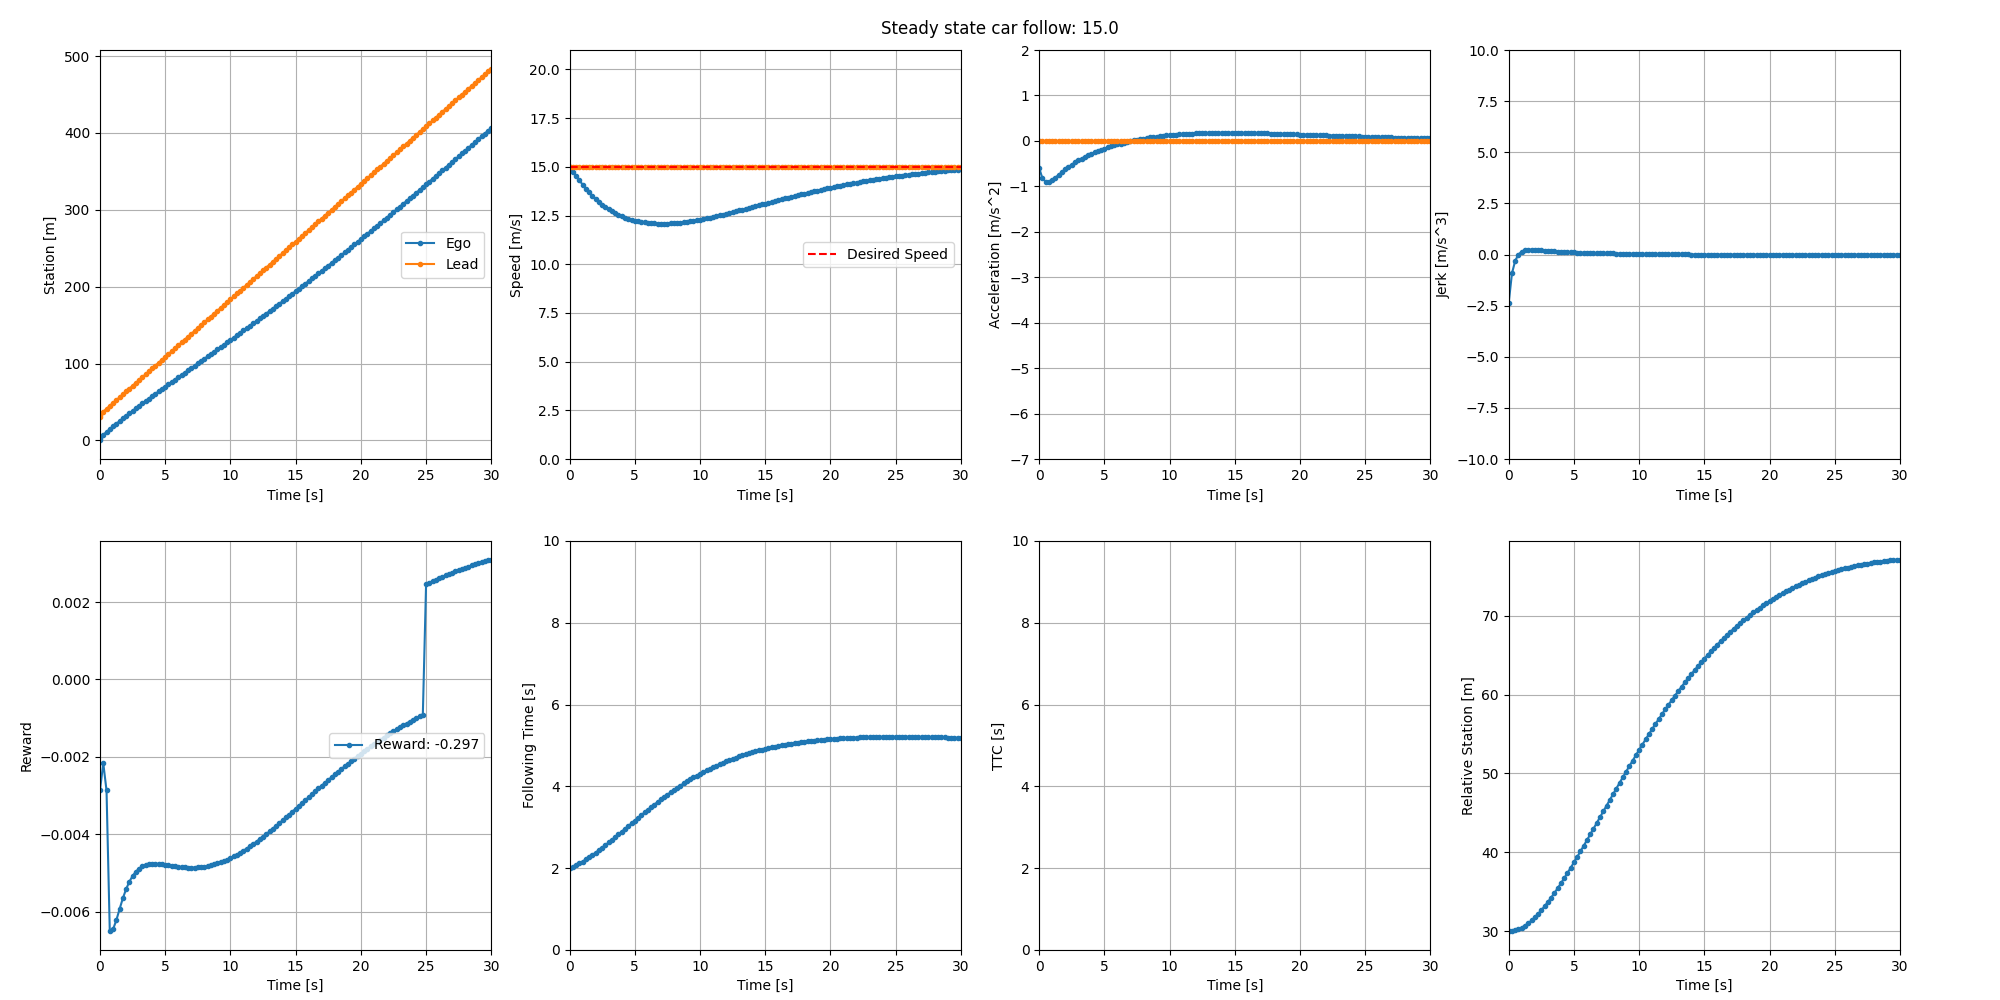 Steady state car follow: 15.0
500
400
300
200
100
0
Station [m]
Ego
Lead
0 5 10 15 20 25 30
Time [s]
20.0
17.5
15.0
12.5
10.0
7.5
5.0
2.5
0.0
Speed [m/s]
Desired Speed
0 5 10 15 20 25 30
Time [s]
2
1
0
−1
−2
−3
−4
−5
−6
−7
Acceleration [m/s^2]
0 5 10 15 20 25 30
Time [s]
10.0
7.5
5.0
2.5
0.0
−2.5
−5.0
−7.5
−10.0
Jerk [m/s^3]
0 5 10 15 20 25 30
Time [s]
0.002
0.000
−0.002
−0.004
−0.006
Reward
Reward: -0.297
0 5 10 15 20 25 30
Time [s]
10
8
6
4
2
0
Following Time [s]
0 5 10 15 20 25 30
Time [s]
10
8
6
4
2
0
TTC [s]
0 5 10 15 20 25 30
Time [s]
70
60
50
40
30
Relative Station [m]
0 5 10 15 20 25 30
Time [s]